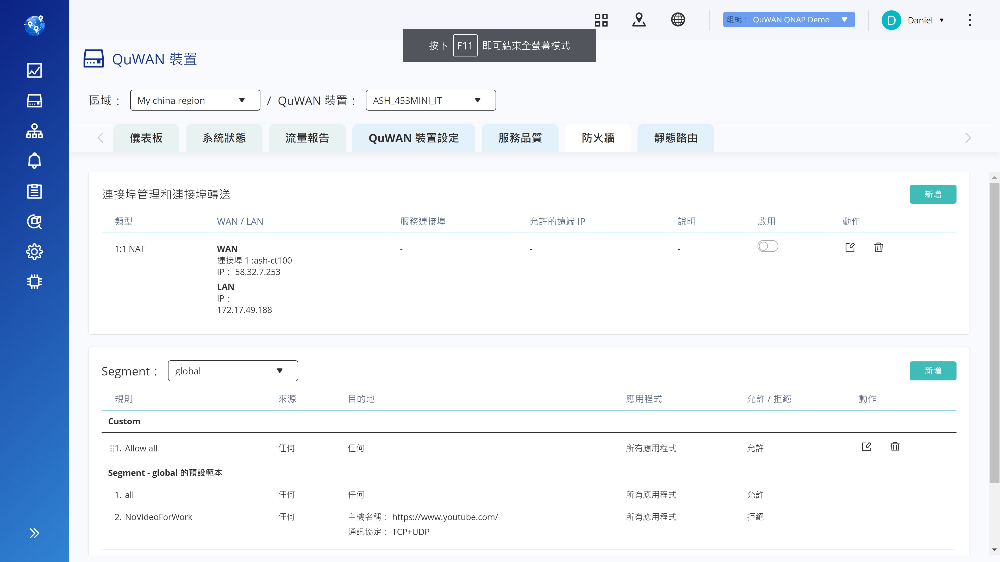 組織： QuWAN QNAP Demo
D Daniel
按下 F11 即可結束全螢幕模式
QuWAN 裝置
區域： My china region / QuWAN 裝置： ASH_453MINI_IT
儀表板 系統狀態 流量報告 QuWAN 裝置設定 服務品質 防火牆 靜態路由
連接埠管理和連接埠轉送 新增
類型 WAN / LAN 服務連接埠 允許的遠端 IP 說明 啟用 動作
1:1 NAT WAN - - -
連接埠 1 :ash-ct100
IP： 58.32.7.253
LAN
IP：
172.17.49.188
Segment： global 新增
規則 來源 目的地 應用程式 允許 / 拒絕 動作
Custom
1. Allow all 任何 任何 所有應用程式 允許
Segment - global 的預設範本
1. all 任何 任何 所有應用程式 允許
2. NoVideoForWork 任何 主機名稱： https://www.youtube.com/ 所有應用程式 拒絕
通訊協定： TCP+UDP